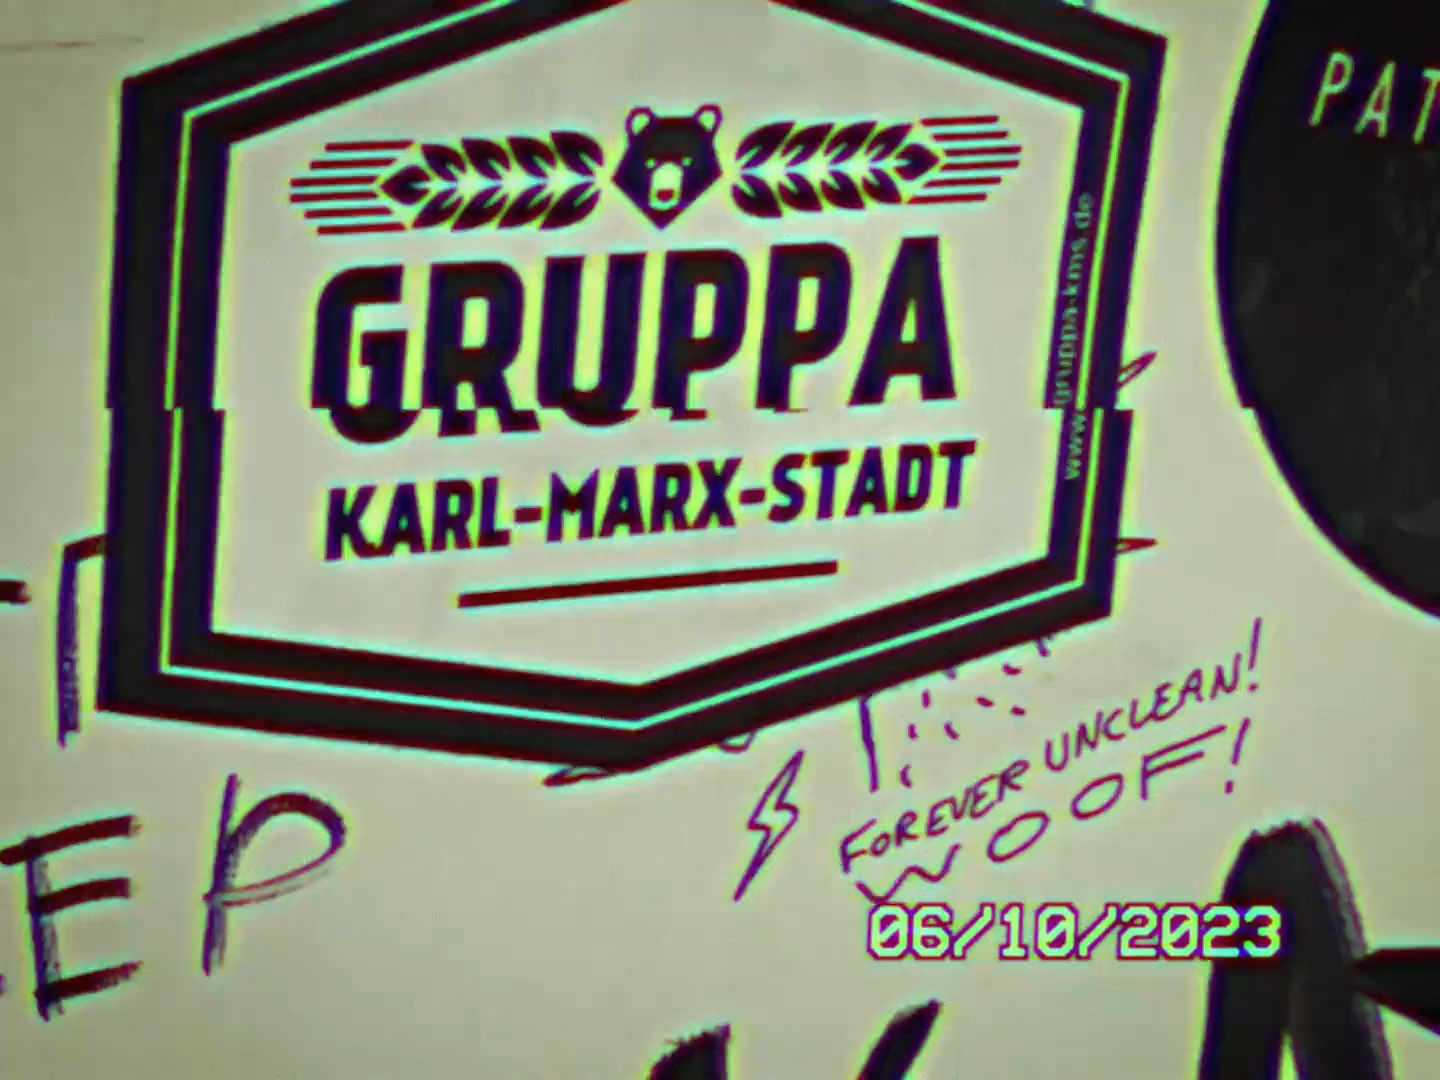 PAT
GRUPPA
KARL-MARX-STADT
www.gruppa-kms.de
FOREVER UNCLEAN!
WOOF!
EP
06/10/2023